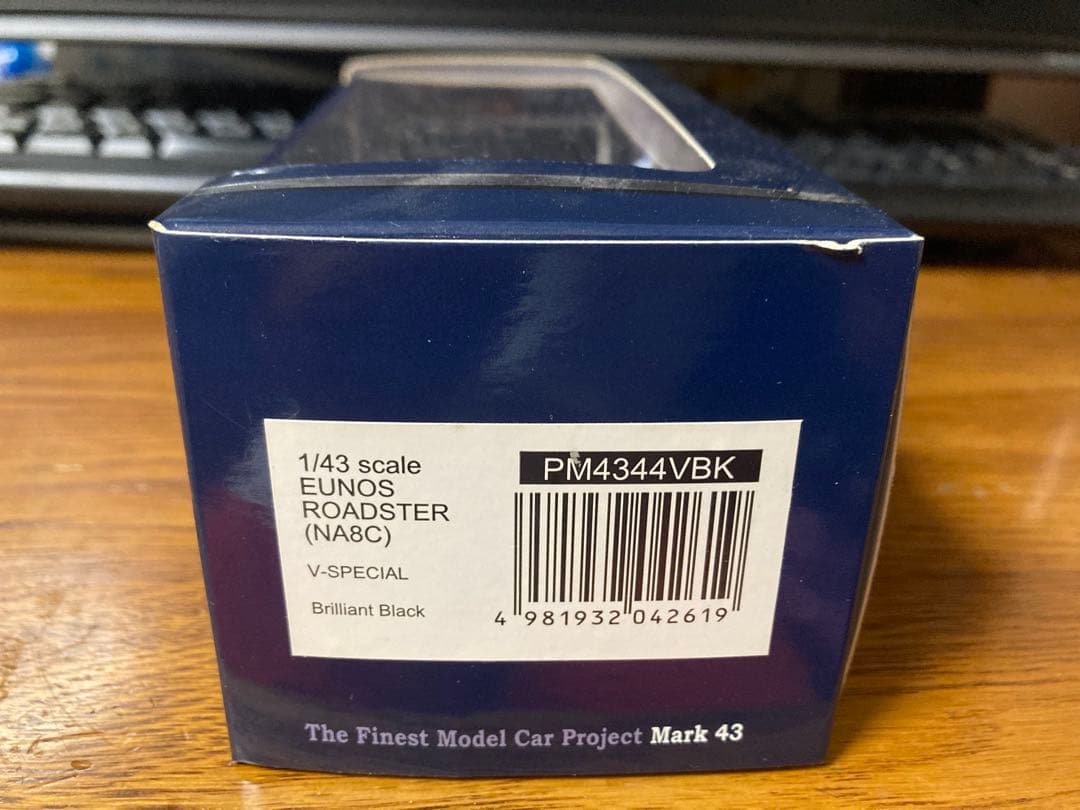 1/43 scale
EUNOS
ROADSTER
(NA8C)
V-SPECIAL
Brilliant Black
PM4344VBK
4 981932 042619
The Finest Model Car Project Mark 43